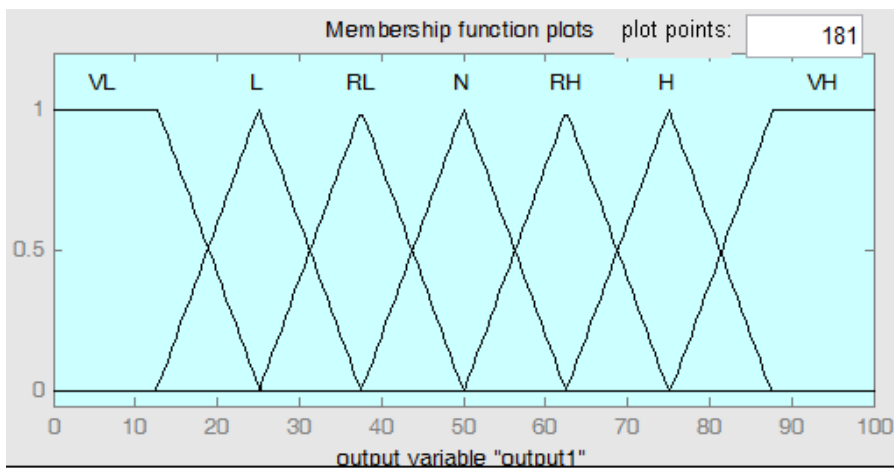 Membership function plots plot points: 181
VL L RL N RH H VH
1
0.5
0
0 10 20 30 40 50 60 70 80 90 100
output variable "output1"